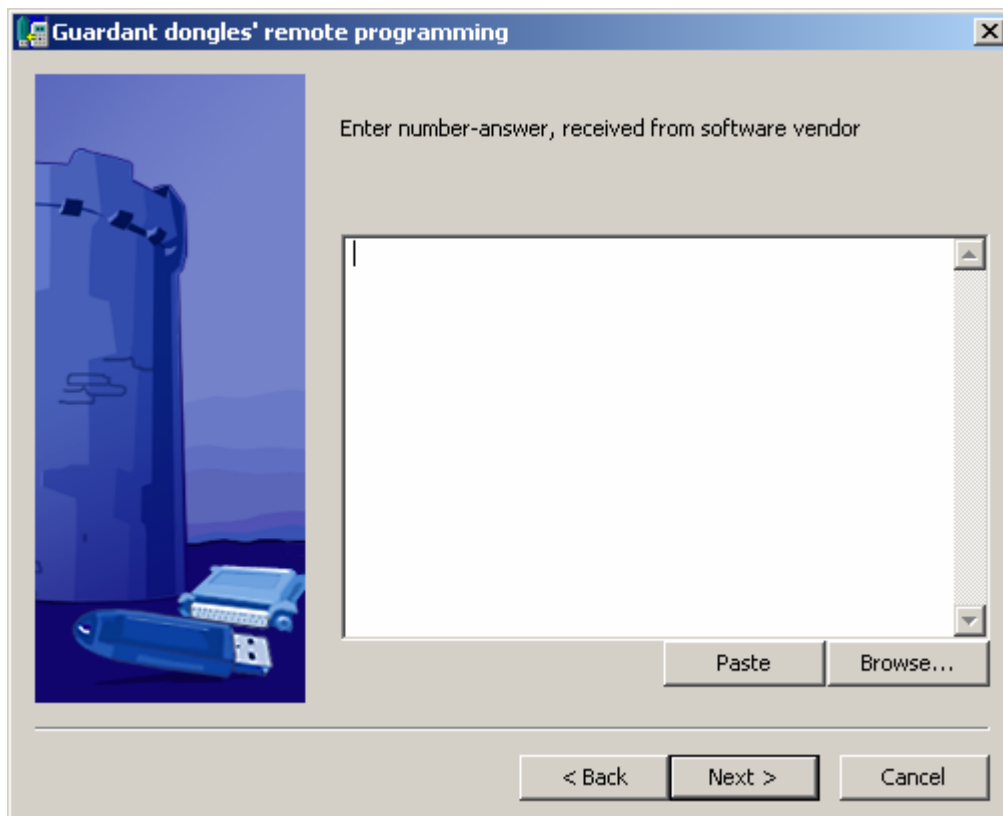 Guardant dongles' remote programming
Enter number-answer, received from software vendor
Paste Browse...
< Back Next > Cancel